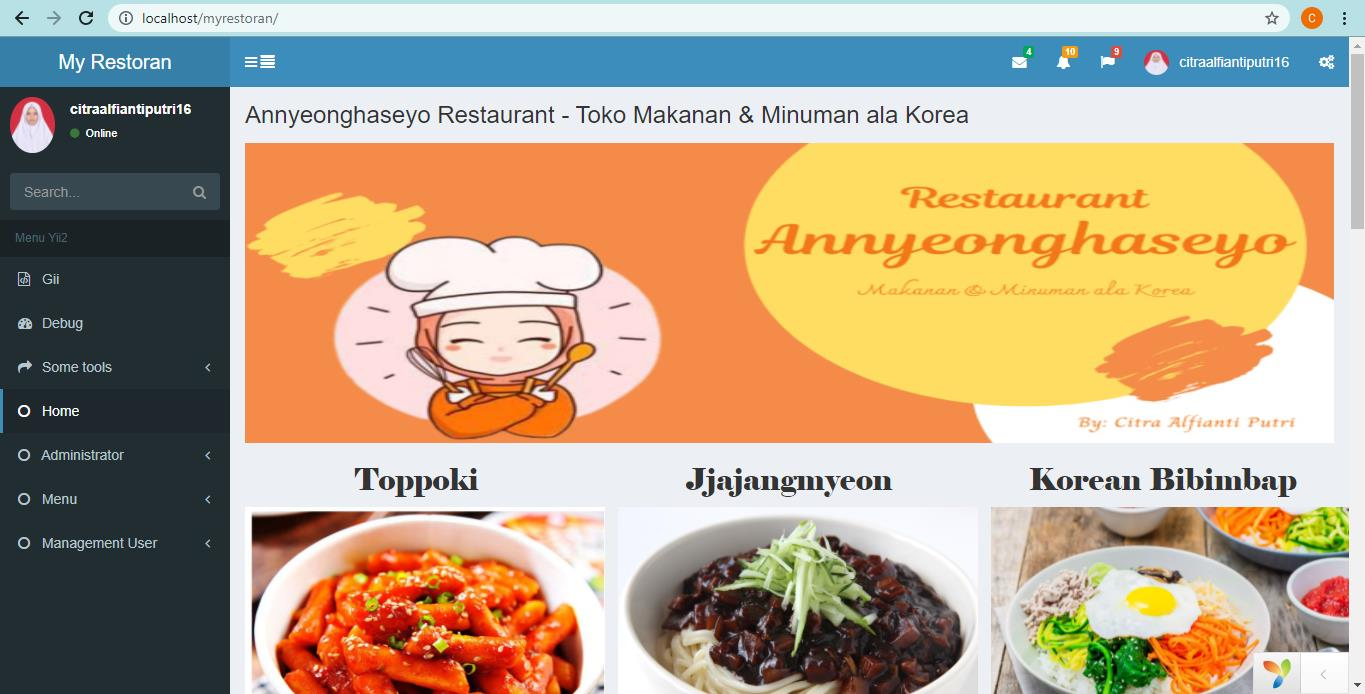 localhost/myrestoran/
C
My Restoran
4
10
9
citraalfiantiputri16
citraalfiantiputri16
Online
Search...
Menu Yii2
Gii
Debug
Some tools
Home
Administrator
Menu
Management User
Annyeonghaseyo Restaurant - Toko Makanan & Minuman ala Korea
Restaurant
Annyeonghaseyo
Makanan & Minuman ala Korea
By: Citra Alfianti Putri
Toppoki
Jjajangmyeon
Korean Bibimbap